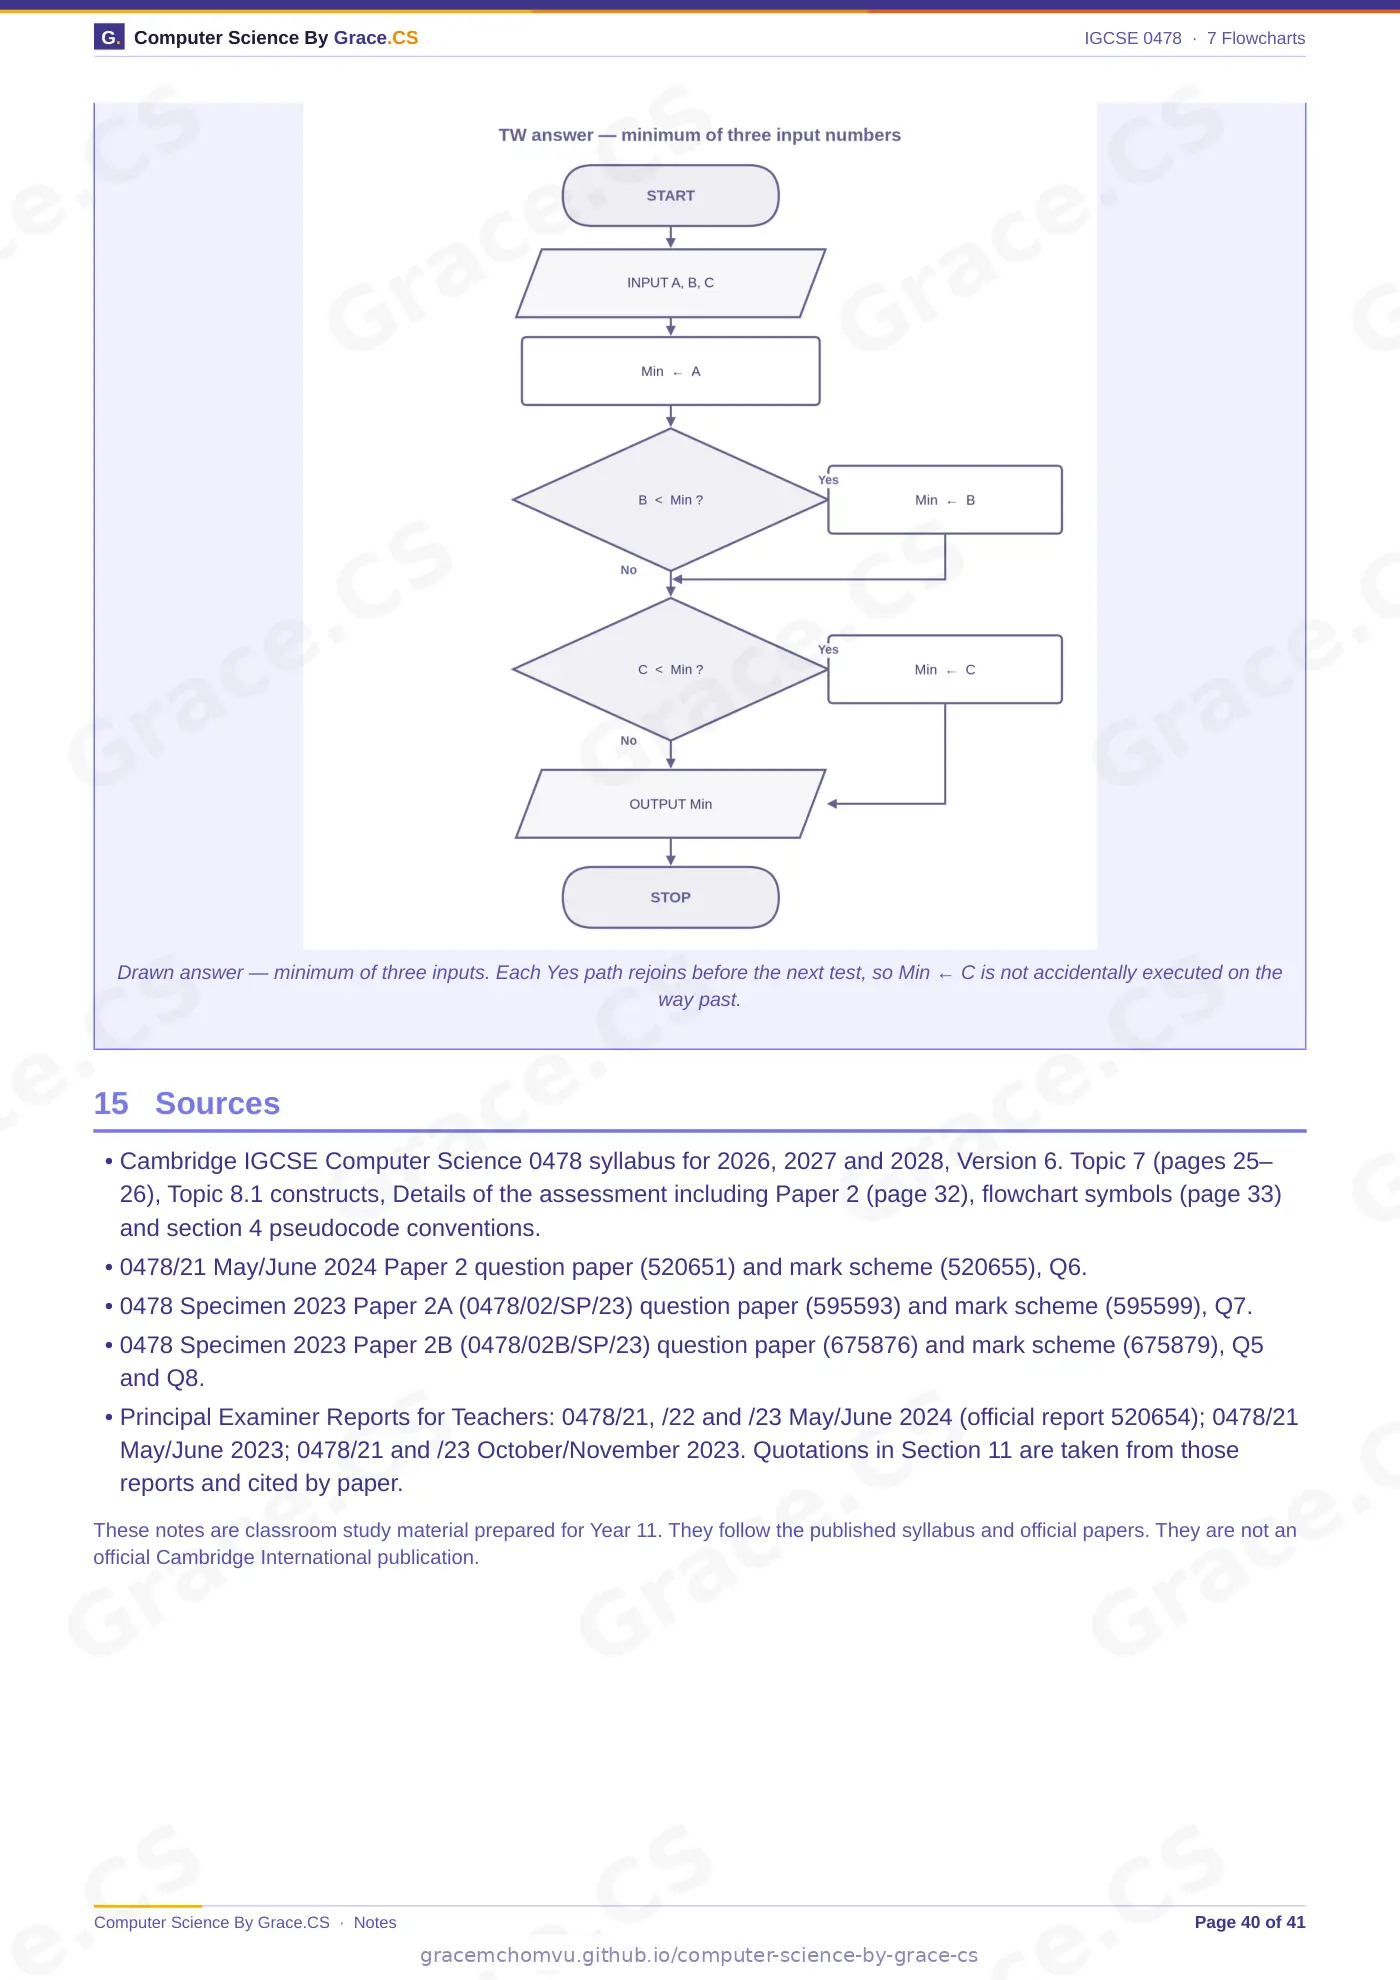 G. Computer Science By Grace.CS
IGCSE 0478 · 7 Flowcharts
TW answer — minimum of three input numbers
START
INPUT A, B, C
Min ← A
B < Min ?
Yes
Min ← B
No
C < Min ?
Yes
Min ← C
No
OUTPUT Min
STOP
Drawn answer — minimum of three inputs. Each Yes path rejoins before the next test, so Min ← C is not accidentally executed on the
way past.
15 Sources
• Cambridge IGCSE Computer Science 0478 syllabus for 2026, 2027 and 2028, Version 6. Topic 7 (pages 25–
26), Topic 8.1 constructs, Details of the assessment including Paper 2 (page 32), flowchart symbols (page 33)
and section 4 pseudocode conventions.
• 0478/21 May/June 2024 Paper 2 question paper (520651) and mark scheme (520655), Q6.
• 0478 Specimen 2023 Paper 2A (0478/02/SP/23) question paper (595593) and mark scheme (595599), Q7.
• 0478 Specimen 2023 Paper 2B (0478/02B/SP/23) question paper (675876) and mark scheme (675879), Q5
and Q8.
• Principal Examiner Reports for Teachers: 0478/21, /22 and /23 May/June 2024 (official report 520654); 0478/21
May/June 2023; 0478/21 and /23 October/November 2023. Quotations in Section 11 are taken from those
reports and cited by paper.
These notes are classroom study material prepared for Year 11. They follow the published syllabus and official papers. They are not an
official Cambridge International publication.
Computer Science By Grace.CS · Notes
Page 40 of 41
gracemchomvu.github.io/computer-science-by-grace-cs